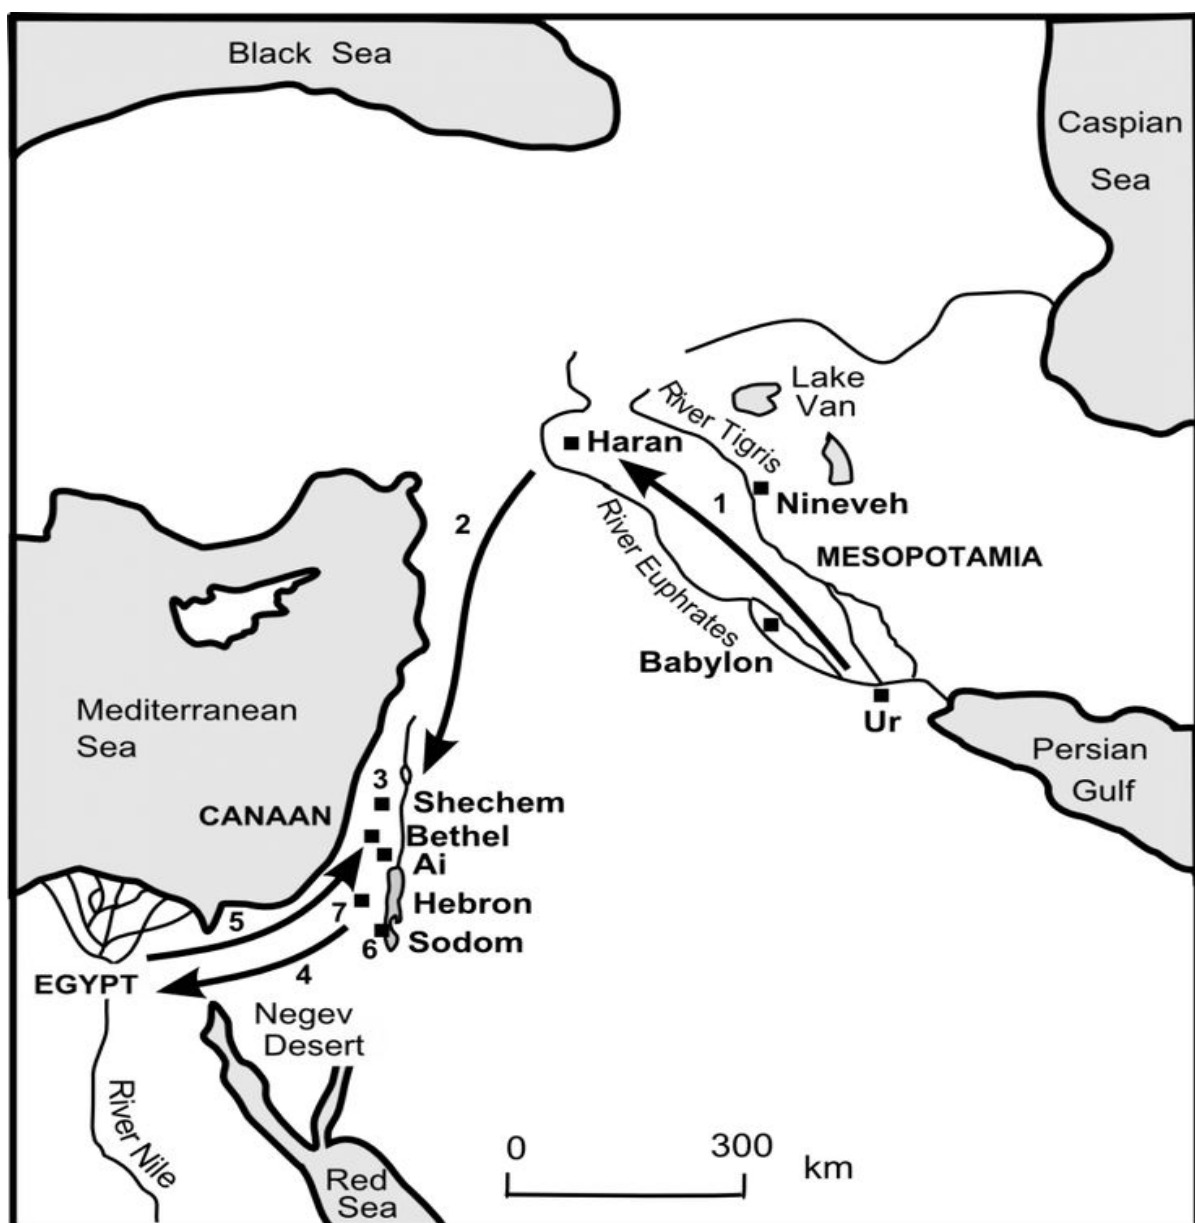 Black Sea
Caspian
Sea
Lake
Van
River Tigris
Haran
1
Nineveh
2
River Euphrates
MESOPOTAMIA
Babylon
Ur
Mediterranean
Sea
Persian
Gulf
3
Shechem
CANAAN
Bethel
Ai
Hebron
7
5
Sodom
6
4
EGYPT
Negev
Desert
River Nile
0
300
km
Red
Sea